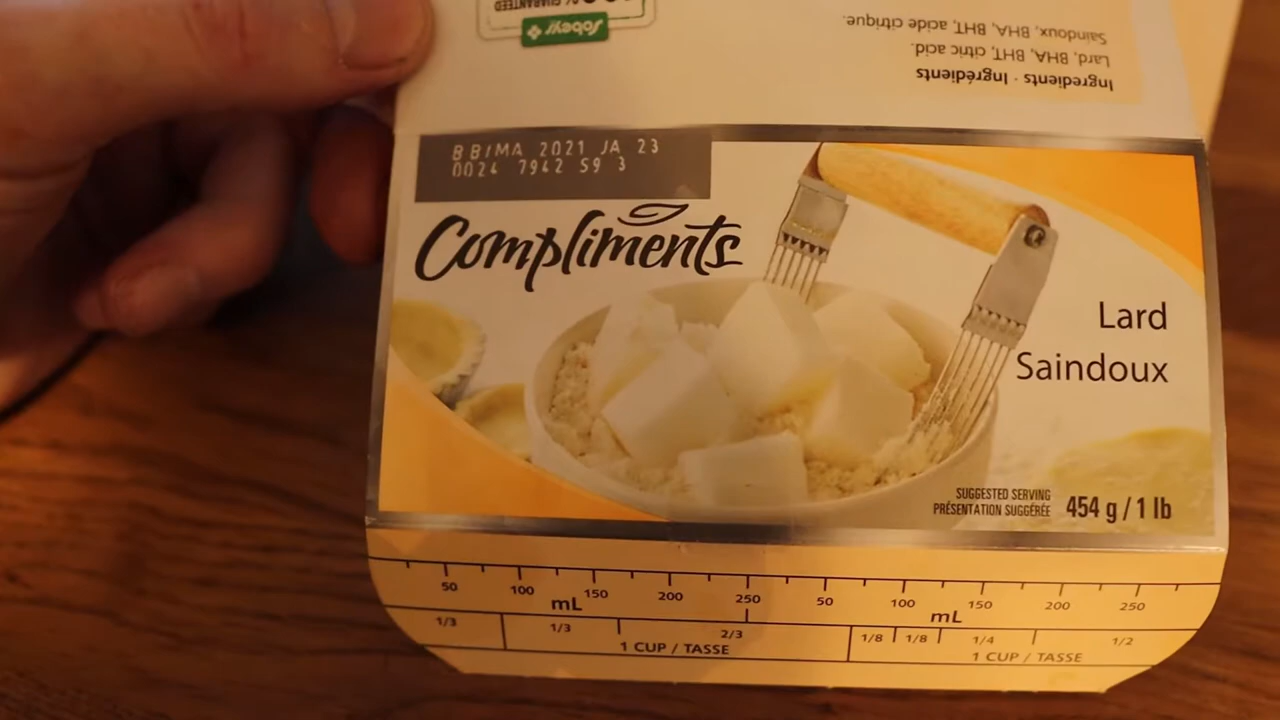 GUARANTEED
Sobeys
Ingredients · Ingrédients
Lard, BHA, BHT, citric acid.
Saindoux, BHA, BHT, acide citrique.
BB/MA 2021 JA 23
0024 7942 S9 3
Compliments
Lard
Saindoux
SUGGESTED SERVING
PRÉSENTATION SUGGÉRÉE
454 g / 1 lb
50 100 150 200 250 50 100 150 200 250
mL mL
1/3 1/3 2/3 1/8 1/8 1/4 1/2
1 CUP / TASSE 1 CUP / TASSE